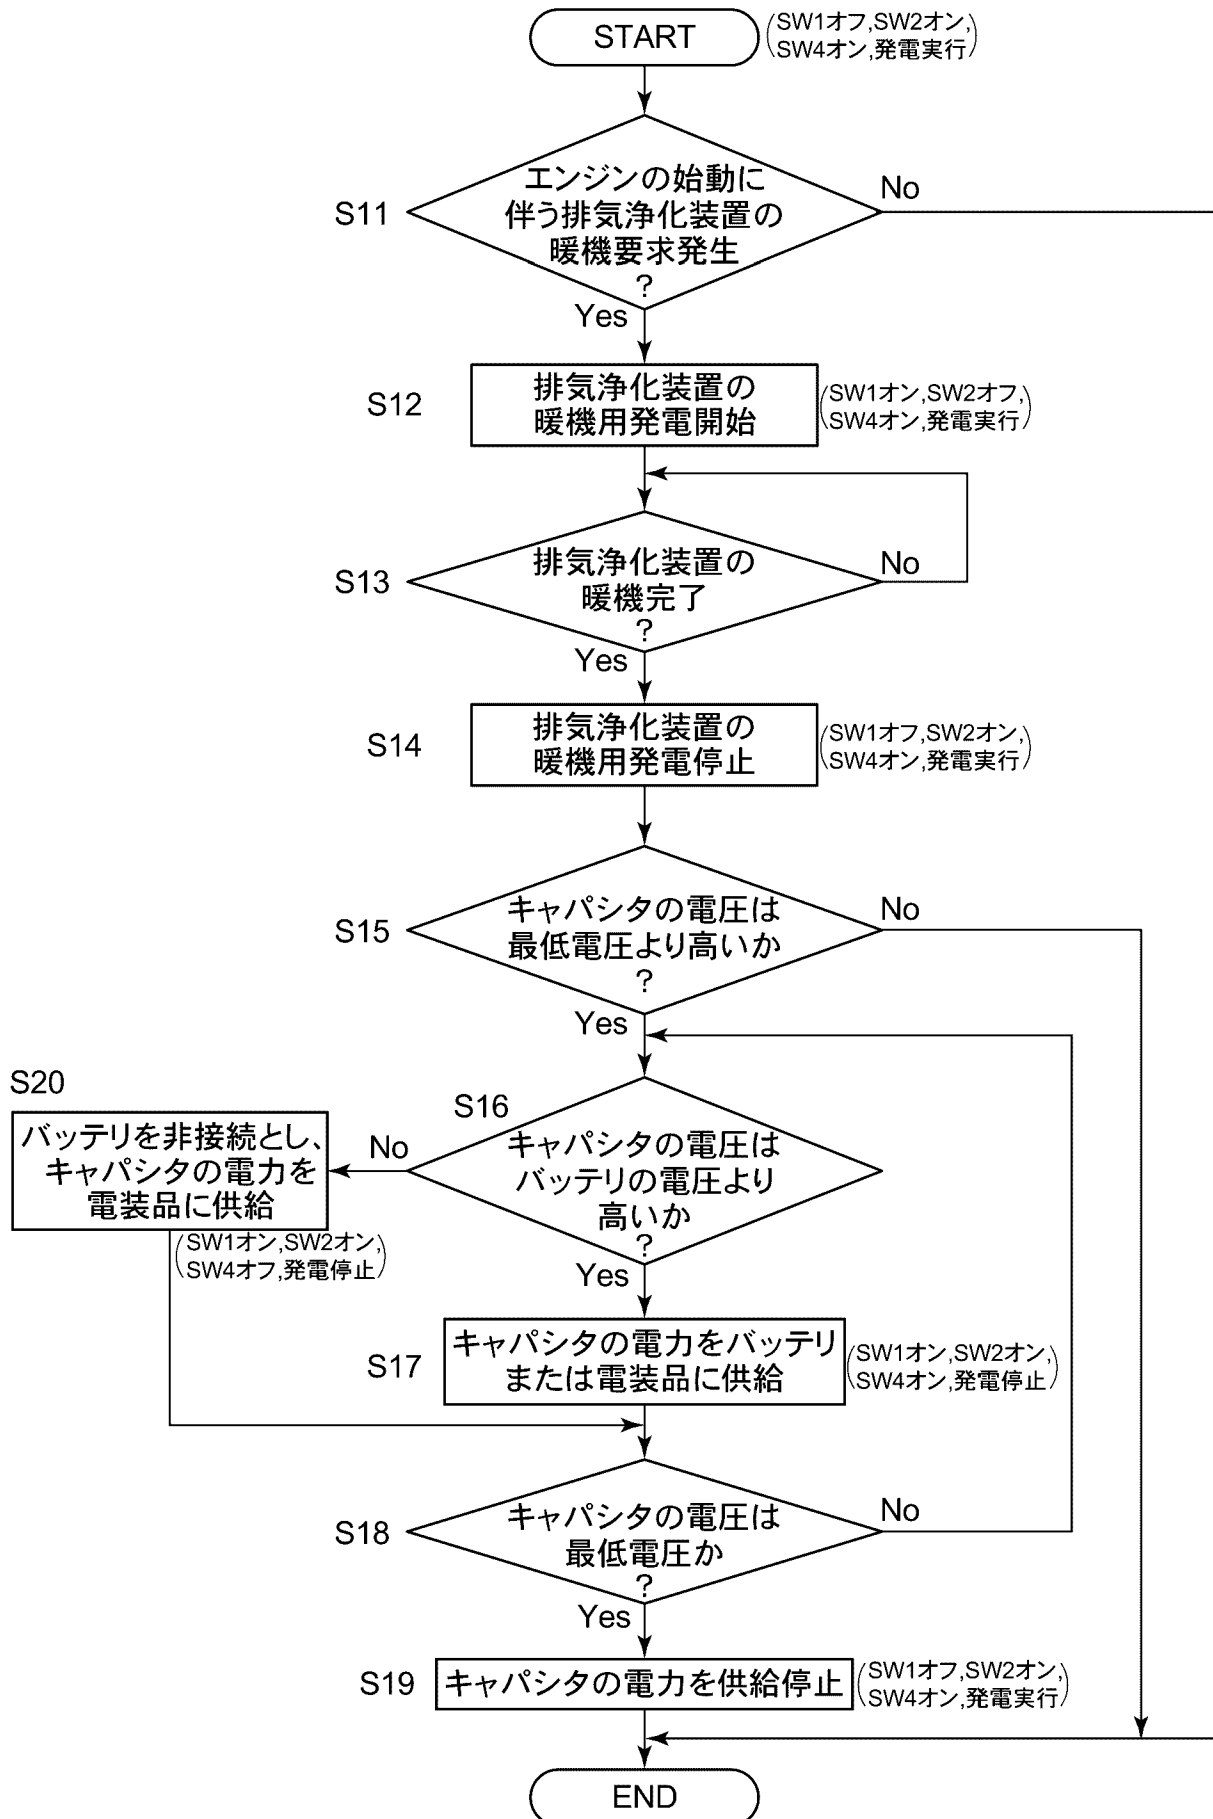 START
(SW1オフ,SW2オン,
SW4オン,発電実行)
S11
エンジンの始動に
伴う排気浄化装置の
暖機要求発生
?
No
Yes
S12
排気浄化装置の
暖機用発電開始
(SW1オン,SW2オフ,
SW4オン,発電実行)
S13
排気浄化装置の
暖機完了
?
No
Yes
S14
排気浄化装置の
暖機用発電停止
(SW1オフ,SW2オン,
SW4オン,発電実行)
S15
キャパシタの電圧は
最低電圧より高いか
?
No
Yes
S16
キャパシタの電圧は
バッテリの電圧より
高いか
?
No
Yes
S20
バッテリを非接続とし、
キャパシタの電力を
電装品に供給
(SW1オン,SW2オン,
SW4オフ,発電停止)
S17
キャパシタの電力をバッテリ
または電装品に供給
(SW1オン,SW2オン,
SW4オン,発電停止)
S18
キャパシタの電圧は
最低電圧か
?
No
Yes
S19
キャパシタの電力を供給停止
(SW1オフ,SW2オン,
SW4オン,発電実行)
END